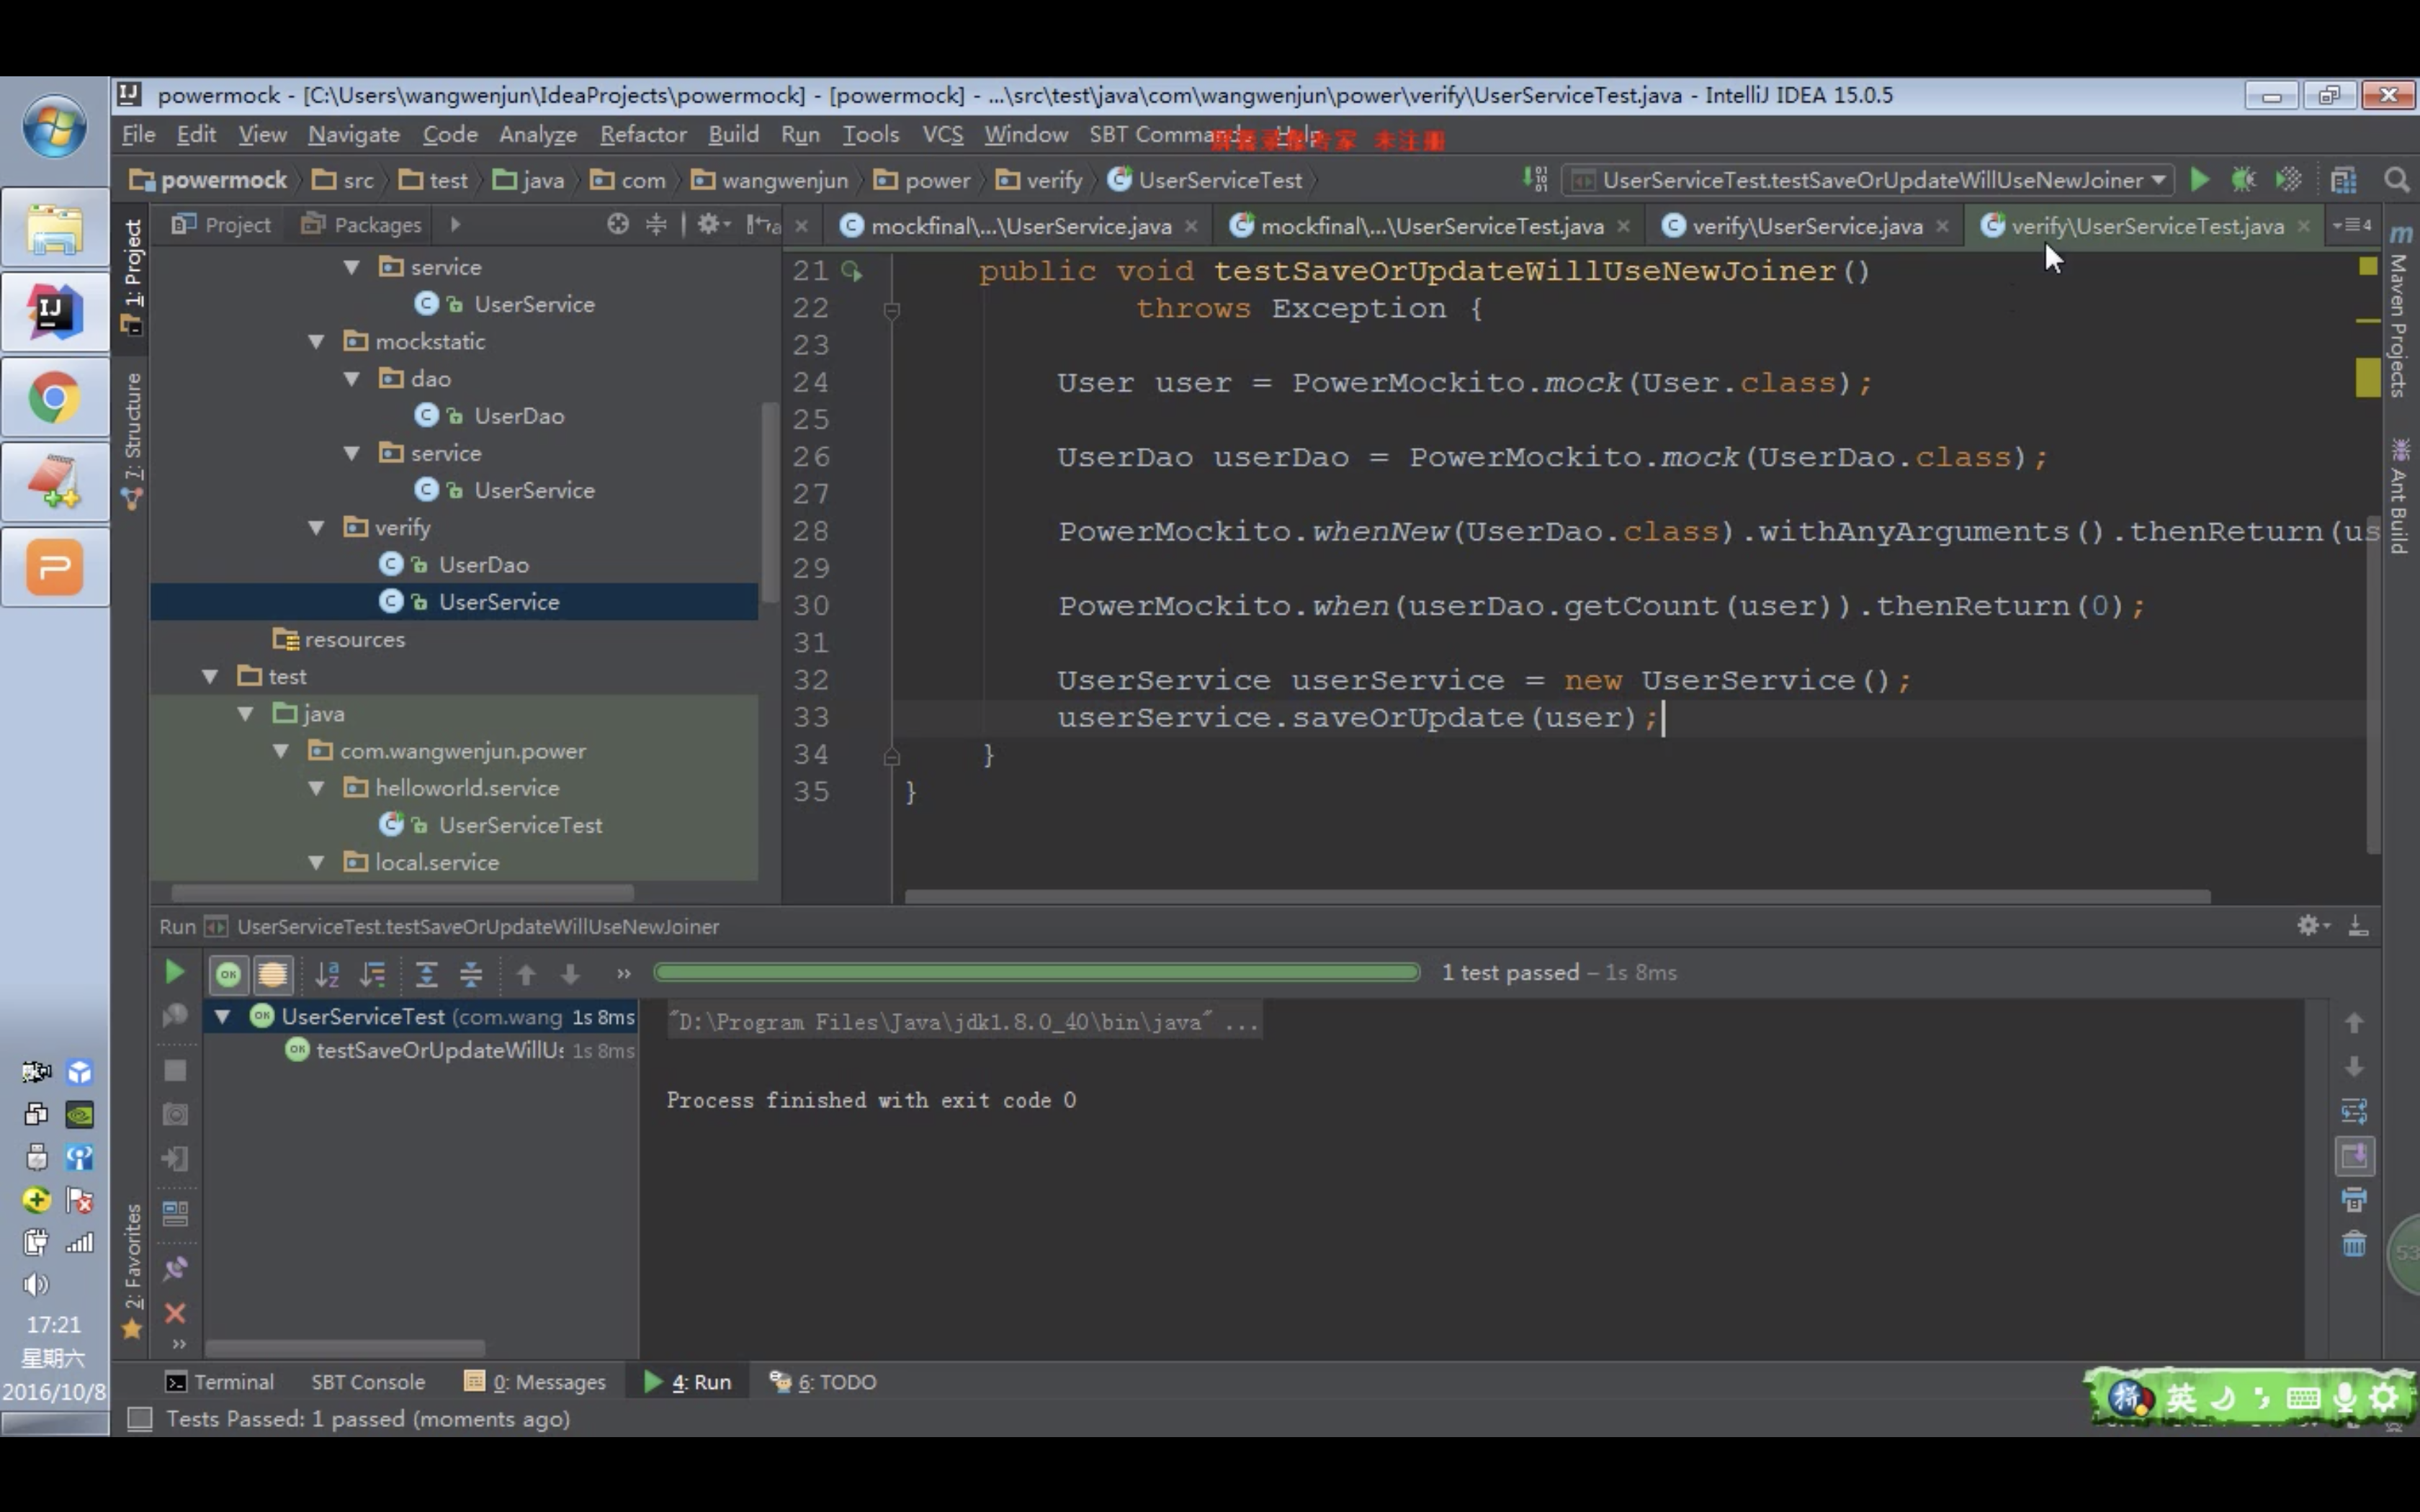 powermock - [C:\Users\wangwenjun\IdeaProjects\powermock] - [powermock] - ...\src\test\java\com\wangwenjun\power\verify\UserServiceTest.java - IntelliJ IDEA 15.0.5
File Edit View Navigate Code Analyze Refactor Build Run Tools VCS Window SBT Commands Help
未注册
powermock src test java com wangwenjun power verify UserServiceTest
UserServiceTest.testSaveOrUpdateWillUseNewJoiner
Project Packages
mockfinal\...\UserService.java mockfinal\...\UserServiceTest.java verify\UserService.java verify\UserServiceTest.java 4
1: Project
7: Structure
2: Favorites
service
UserService
mockstatic
dao
UserDao
service
UserService
verify
UserDao
UserService
resources
test
java
com.wangwenjun.power
helloworld.service
UserServiceTest
local.service
21 public void testSaveOrUpdateWillUseNewJoiner()
22 throws Exception {
23
24 User user = PowerMockito.mock(User.class);
25
26 UserDao userDao = PowerMockito.mock(UserDao.class);
27
28 PowerMockito.whenNew(UserDao.class).withAnyArguments().thenReturn(us
29
30 PowerMockito.when(userDao.getCount(user)).thenReturn(0);
31
32 UserService userService = new UserService();
33 userService.saveOrUpdate(user);
34 }
35 }
Maven Projects
Ant Build
Run UserServiceTest.testSaveOrUpdateWillUseNewJoiner
1 test passed – 1s 8ms
UserServiceTest (com.wang 1s 8ms
testSaveOrUpdateWillUs 1s 8ms
"D:\Program Files\Java\jdk1.8.0_40\bin\java" ...
Process finished with exit code 0
53
Terminal SBT Console 0: Messages 4: Run 6: TODO
Tests Passed: 1 passed (moments ago)
拼 英
17:21
星期六
2016/10/8